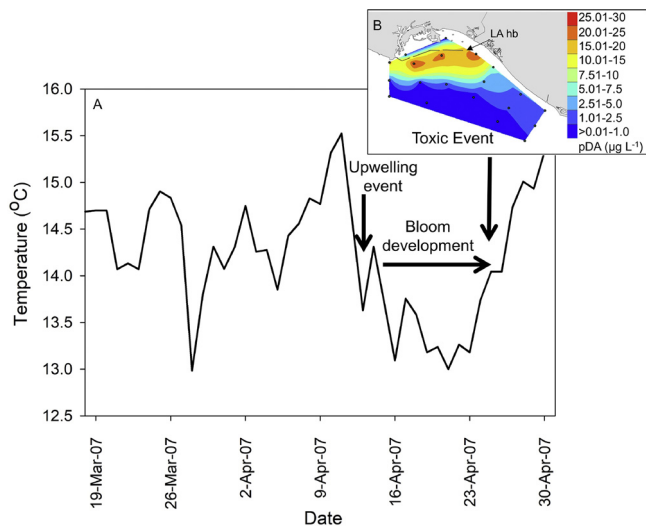 B
LA hb
25.01-30
20.01-25
15.01-20
10.01-15
7.51-10
5.01-7.5
2.51-5.0
1.01-2.5
>0.01-1.0
pDA (µg L-1)
Toxic Event
A
Upwelling
event
Bloom
development
Temperature (OC)
16.0
15.5
15.0
14.5
14.0
13.5
13.0
12.5
19-Mar-07
26-Mar-07
2-Apr-07
9-Apr-07
16-Apr-07
23-Apr-07
30-Apr-07
Date